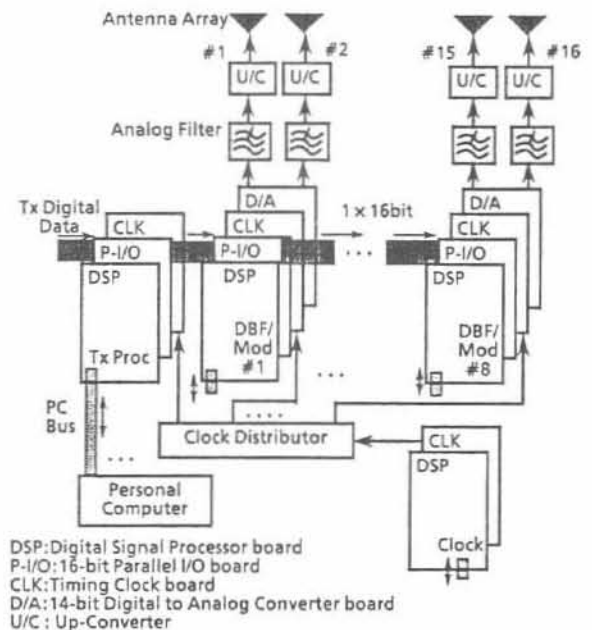 Antenna Array
#1 #2 #15 #16
U/C U/C U/C U/C
Analog Filter
D/A D/A
Tx Digital
Data
CLK CLK 1 x 16bit CLK
P-I/O P-I/O ... P-I/O
DSP DSP DSP
DBF/
Mod
#1
DBF/
Mod
#8
Tx Proc
...
PC
Bus
....
Clock Distributor
CLK
DSP
...
Personal
Computer
Clock
DSP:Digital Signal Processor board
P-I/O:16-bit Parallel I/O board
CLK:Timing Clock board
D/A:14-bit Digital to Analog Converter board
U/C : Up-Converter